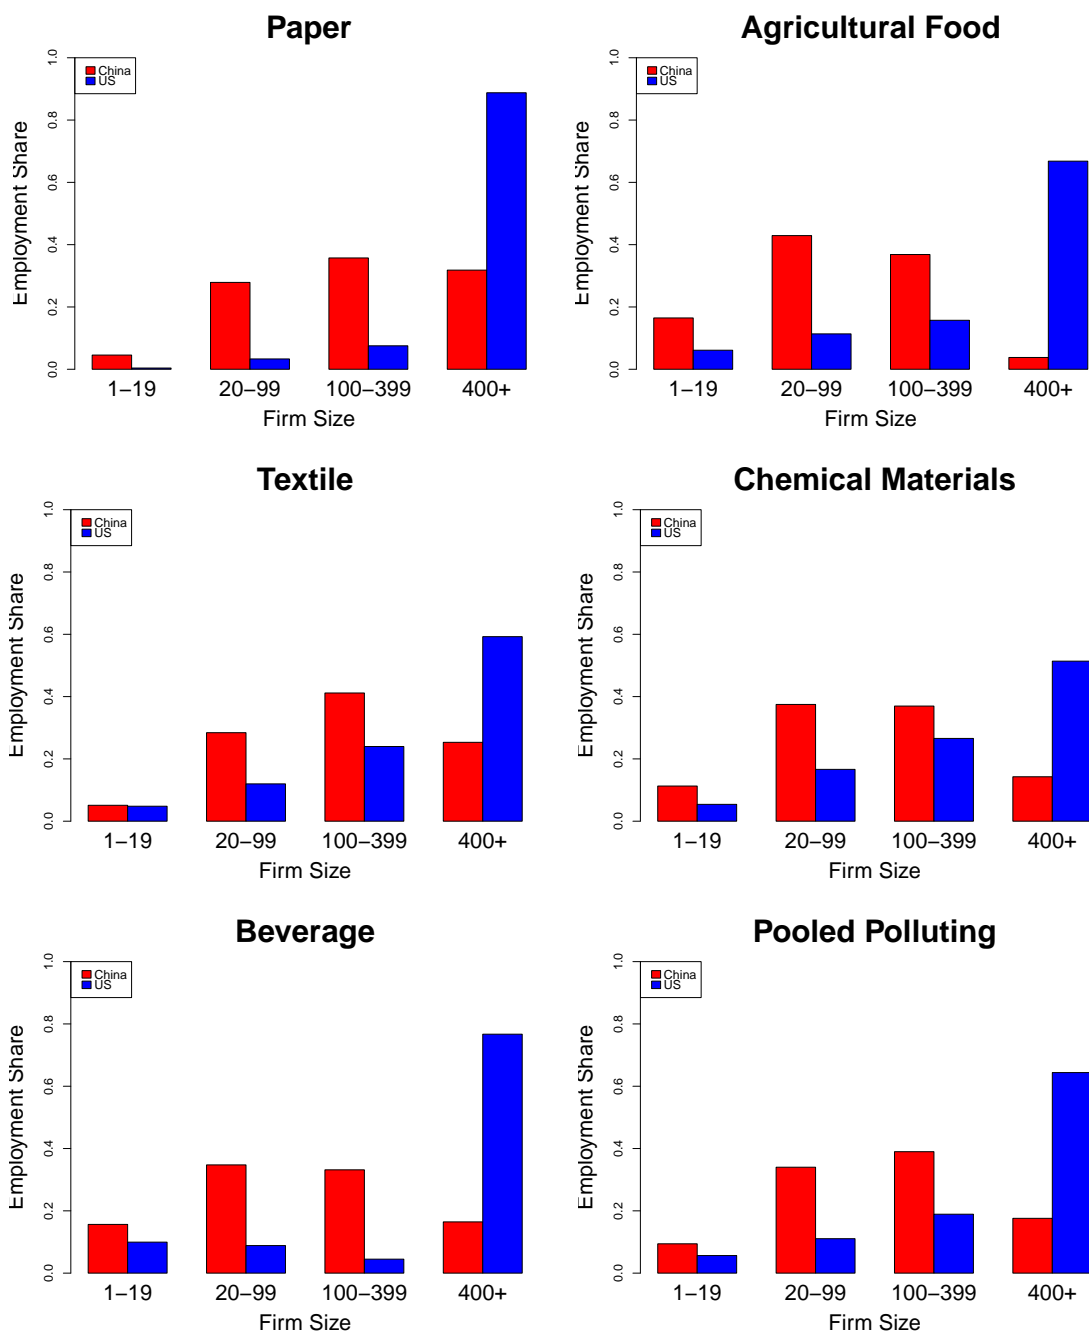 Paper
Employment Share
0.0 0.2 0.4 0.6 0.8 1.0
China
US
1−19 20−99 100−399 400+
Firm Size
Agricultural Food
Employment Share
0.0 0.2 0.4 0.6 0.8 1.0
China
US
1−19 20−99 100−399 400+
Firm Size
Textile
Employment Share
0.0 0.2 0.4 0.6 0.8 1.0
China
US
1−19 20−99 100−399 400+
Firm Size
Chemical Materials
Employment Share
0.0 0.2 0.4 0.6 0.8 1.0
China
US
1−19 20−99 100−399 400+
Firm Size
Beverage
Employment Share
0.0 0.2 0.4 0.6 0.8 1.0
China
US
1−19 20−99 100−399 400+
Firm Size
Pooled Polluting
Employment Share
0.0 0.2 0.4 0.6 0.8 1.0
China
US
1−19 20−99 100−399 400+
Firm Size